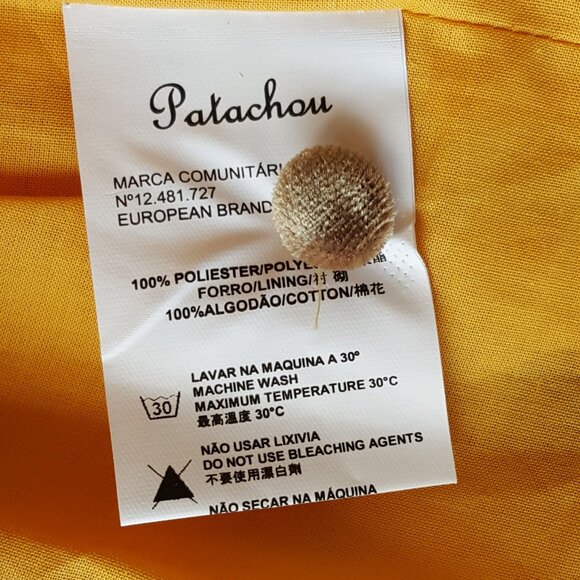 Patachou
MARCA COMUNITÁRI
Nº12.481.727
EUROPEAN BRAND
100% POLIESTER/POLYE
FORRO/LINING/衬 砌
100%ALGODÃO/COTTON/棉花
LAVAR NA MAQUINA A 30º
MACHINE WASH
30
MAXIMUM TEMPERATURE 30°C
最高溫度 30°C
NÃO USAR LIXIVIA
DO NOT USE BLEACHING AGENTS
不要使用漂白劑
NÃO SECAR NA MÁQUINA